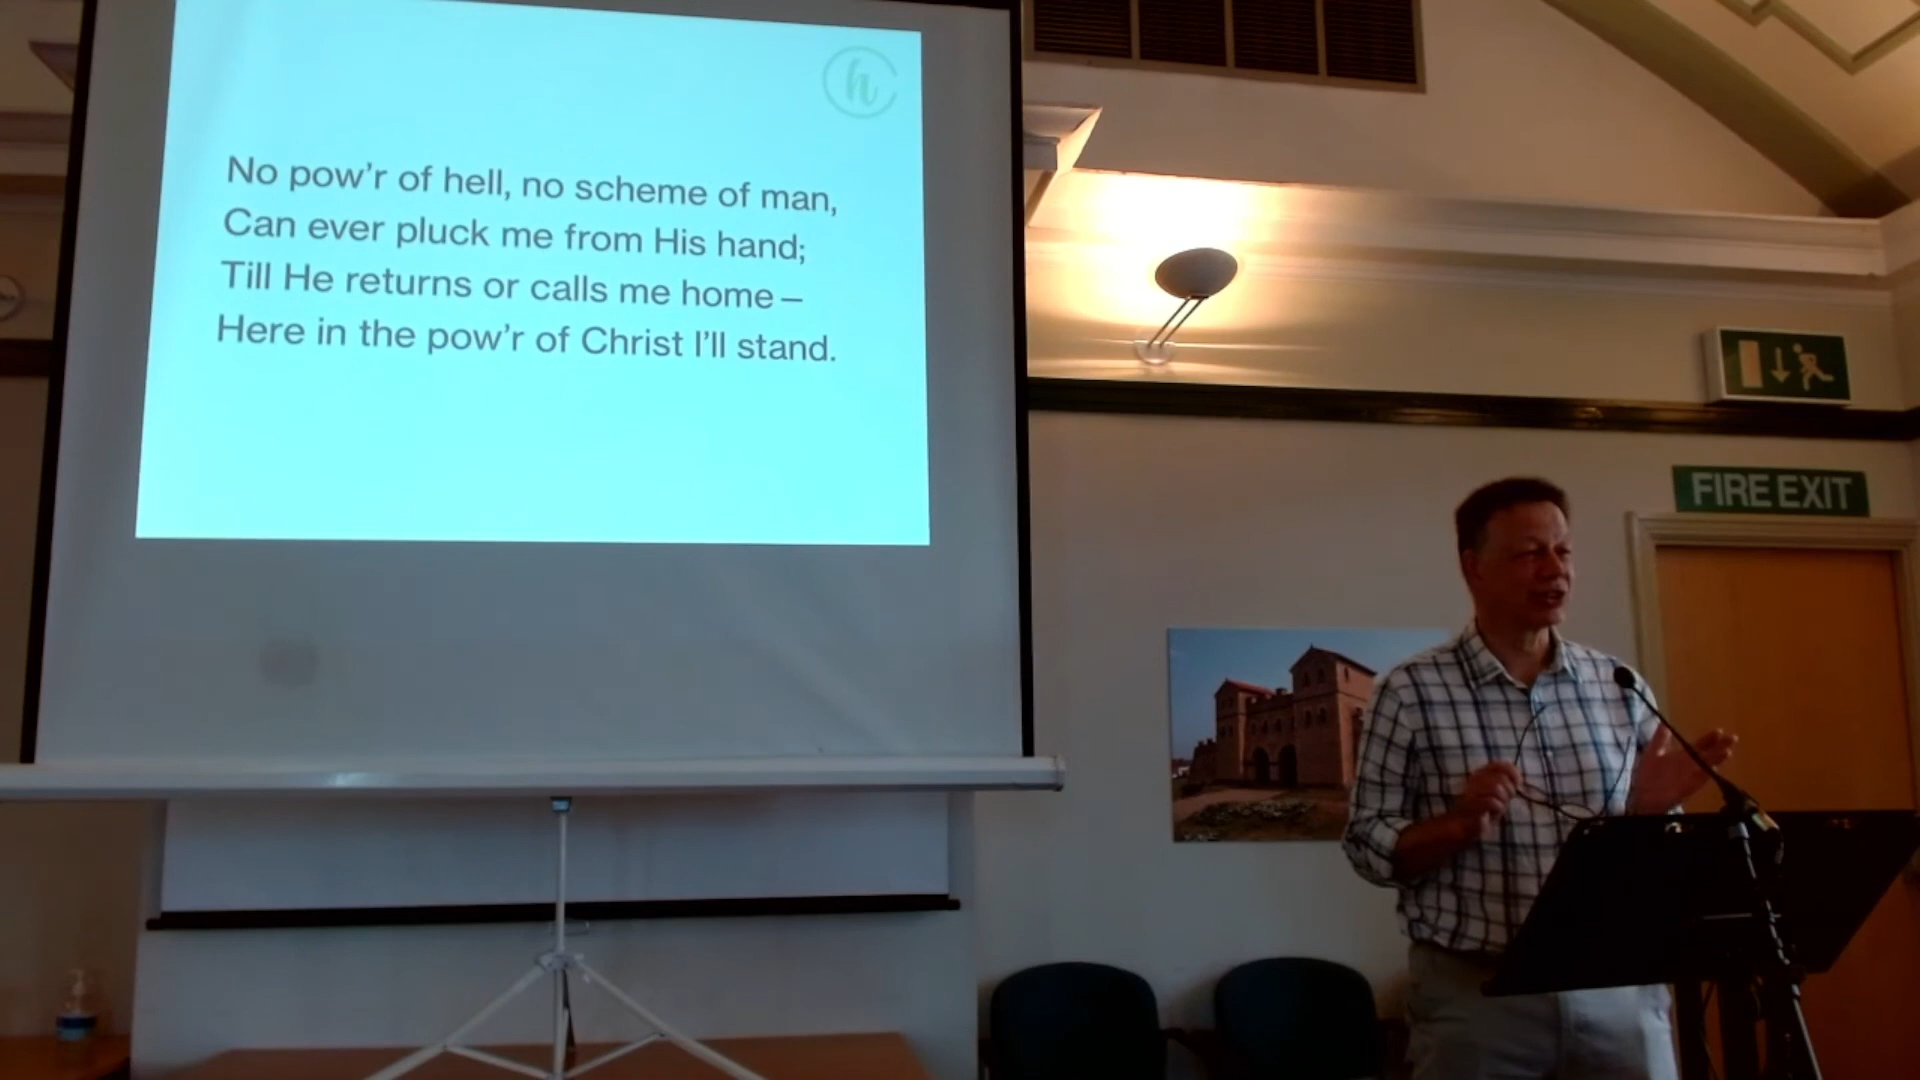 h
No pow’r of hell, no scheme of man,
Can ever pluck me from His hand;
Till He returns or calls me home –
Here in the pow’r of Christ I’ll stand.
FIRE EXIT